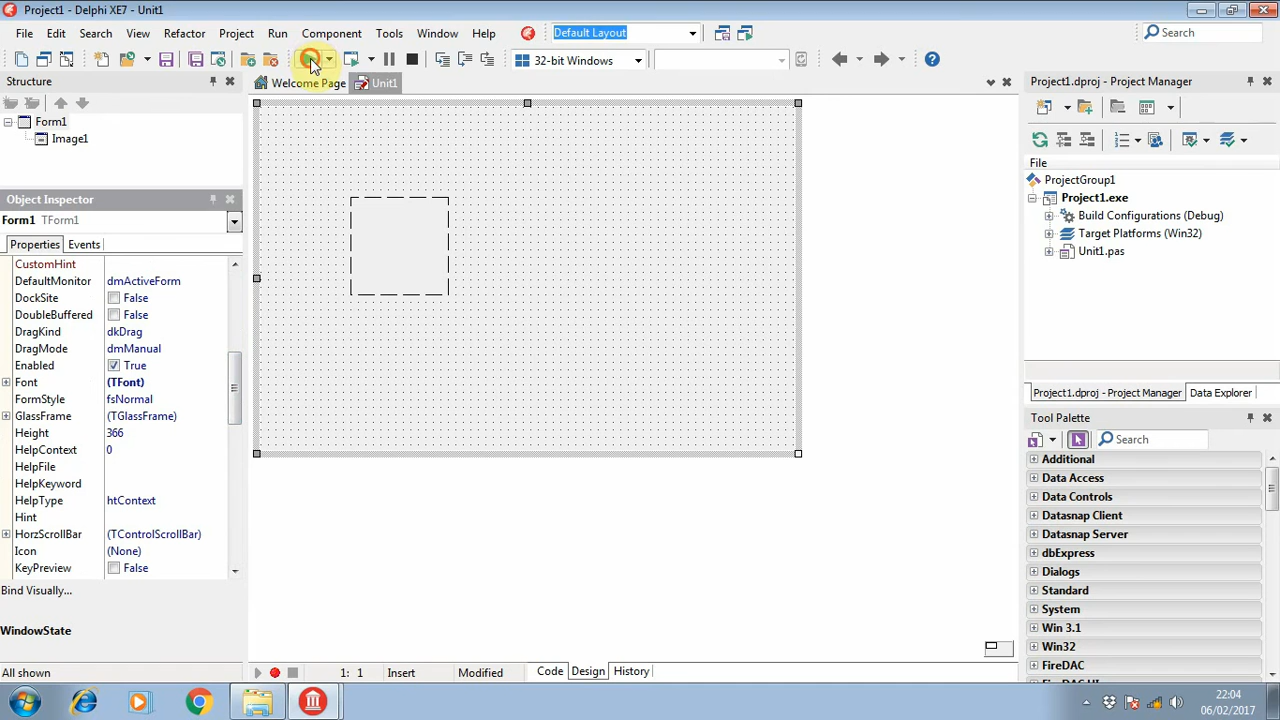 Project1 - Delphi XE7 - Unit1
File Edit Search View Refactor Project Run Component Tools Window Help
Default Layout
Search
32-bit Windows
Structure
Welcome Page Unit1
Form1
Image1
Object Inspector
Form1 TForm1
Properties Events
CustomHint
DefaultMonitor dmActiveForm
DockSite False
DoubleBuffered False
DragKind dkDrag
DragMode dmManual
Enabled True
Font (TFont)
FormStyle fsNormal
GlassFrame (TGlassFrame)
Height 366
HelpContext 0
HelpFile
HelpKeyword
HelpType htContext
Hint
HorzScrollBar (TControlScrollBar)
Icon (None)
KeyPreview False
Bind Visually...
WindowState
All shown
1: 1 Insert Modified Code Design History
Project1.dproj - Project Manager
File
ProjectGroup1
Project1.exe
Build Configurations (Debug)
Target Platforms (Win32)
Unit1.pas
Project1.dproj - Project Manager Data Explorer
Tool Palette
Search
Additional
Data Access
Data Controls
Datasnap Client
Datasnap Server
dbExpress
Dialogs
Standard
System
Win 3.1
Win32
FireDAC
22:04
06/02/2017